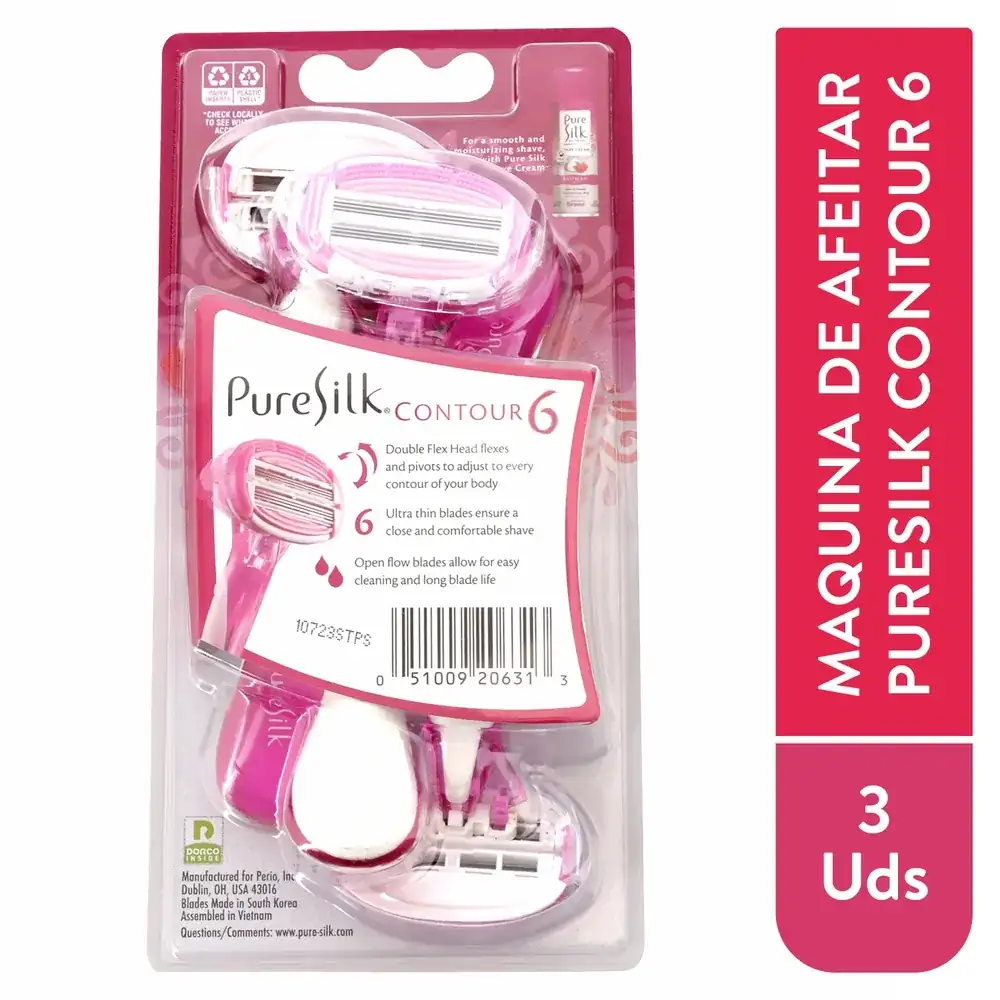 PAPER
INSERT*
PLASTIC
SHELL*
*CHECK LOCALLY
TO SEE
For a smooth and
moisturizing shave,
with Pure Silk
Cream
Pure
Silk
PureSilk® CONTOUR 6
Double Flex Head flexes
and pivots to adjust to every
contour of your body
6 Ultra thin blades ensure a
close and comfortable shave
Open flow blades allow for easy
cleaning and long blade life
10723STPS
0 51009 20631 3
PureSilk
DORCO
INSIDE
Manufactured for Perio, Inc
Dublin, OH, USA 43016
Blades Made in South Korea
Assembled in Vietnam
Questions/Comments: www.pure-silk.com
MAQUINA DE AFEITAR
PURESILK CONTOUR 6
3
Uds